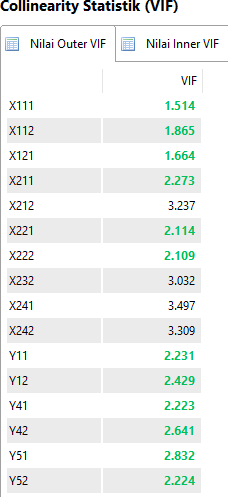 Collinearity Statistik (VIF)
Nilai Outer VIF Nilai Inner VIF
VIF
X111 1.514
X112 1.865
X121 1.664
X211 2.273
X212 3.237
X221 2.114
X222 2.109
X232 3.032
X241 3.497
X242 3.309
Y11 2.231
Y12 2.429
Y41 2.223
Y42 2.641
Y51 2.832
Y52 2.224